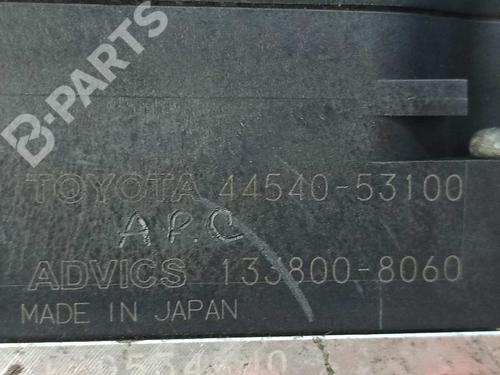 B-PARTS
TOYOTA 44540-53100
A.P.C
ADVICS 133800-8060
MADE IN JAPAN